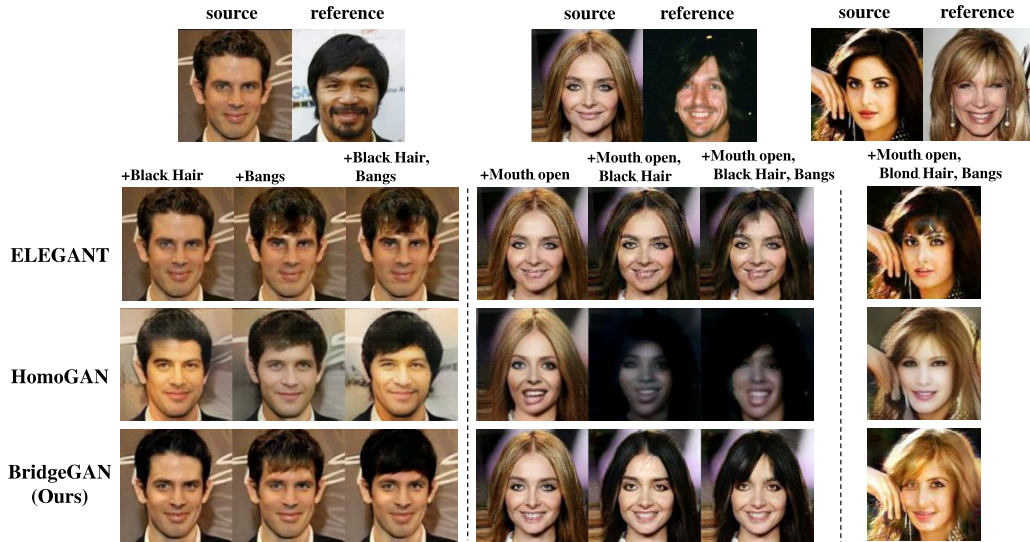 source reference
source reference
source reference
+Black Hair
+Bangs
+Black Hair,
Bangs
+Mouth open
+Mouth open,
Black Hair
+Mouth open,
Black Hair, Bangs
+Mouth open,
Blond Hair, Bangs
ELEGANT
HomoGAN
BridgeGAN
(Ours)